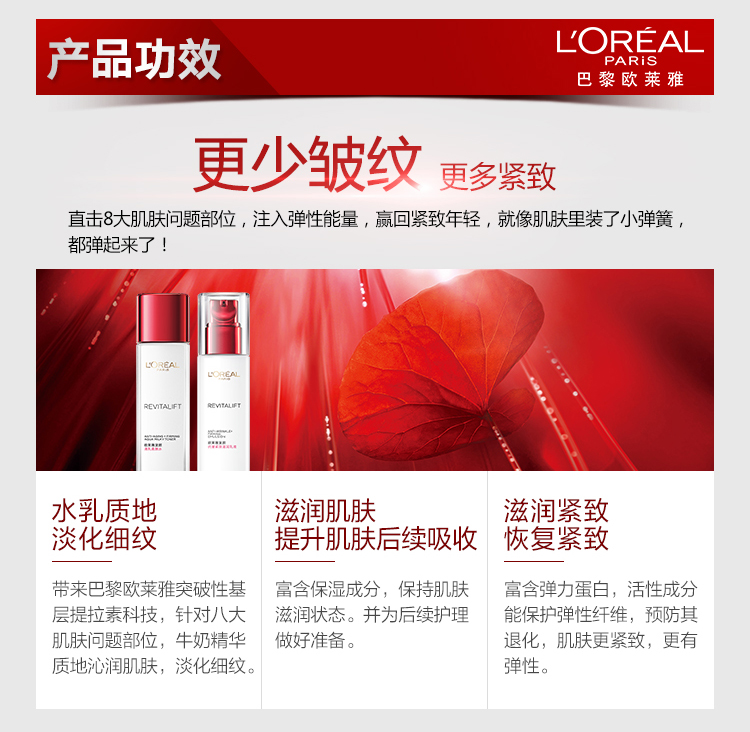 产品功效
L'ORÉAL
PARiS
巴黎欧莱雅
更少皱纹 更多紧致
直击8大肌肤问题部位，注入弹性能量，赢回紧致年轻，就像肌肤里装了小弹簧，
都弹起来了！
L'ORÉAL
PARIS
REVITALIFT
L'ORÉAL
PARIS
REVITALIFT
水乳质地
淡化细纹
带来巴黎欧莱雅突破性基
层提拉素科技，针对八大
肌肤问题部位，牛奶精华
质地沁润肌肤，淡化细纹。
滋润肌肤
提升肌肤后续吸收
富含保湿成分，保持肌肤
滋润状态。并为后续护理
做好准备。
滋润紧致
恢复紧致
富含弹力蛋白，活性成分
能保护弹性纤维，预防其
退化，肌肤更紧致，更有
弹性。